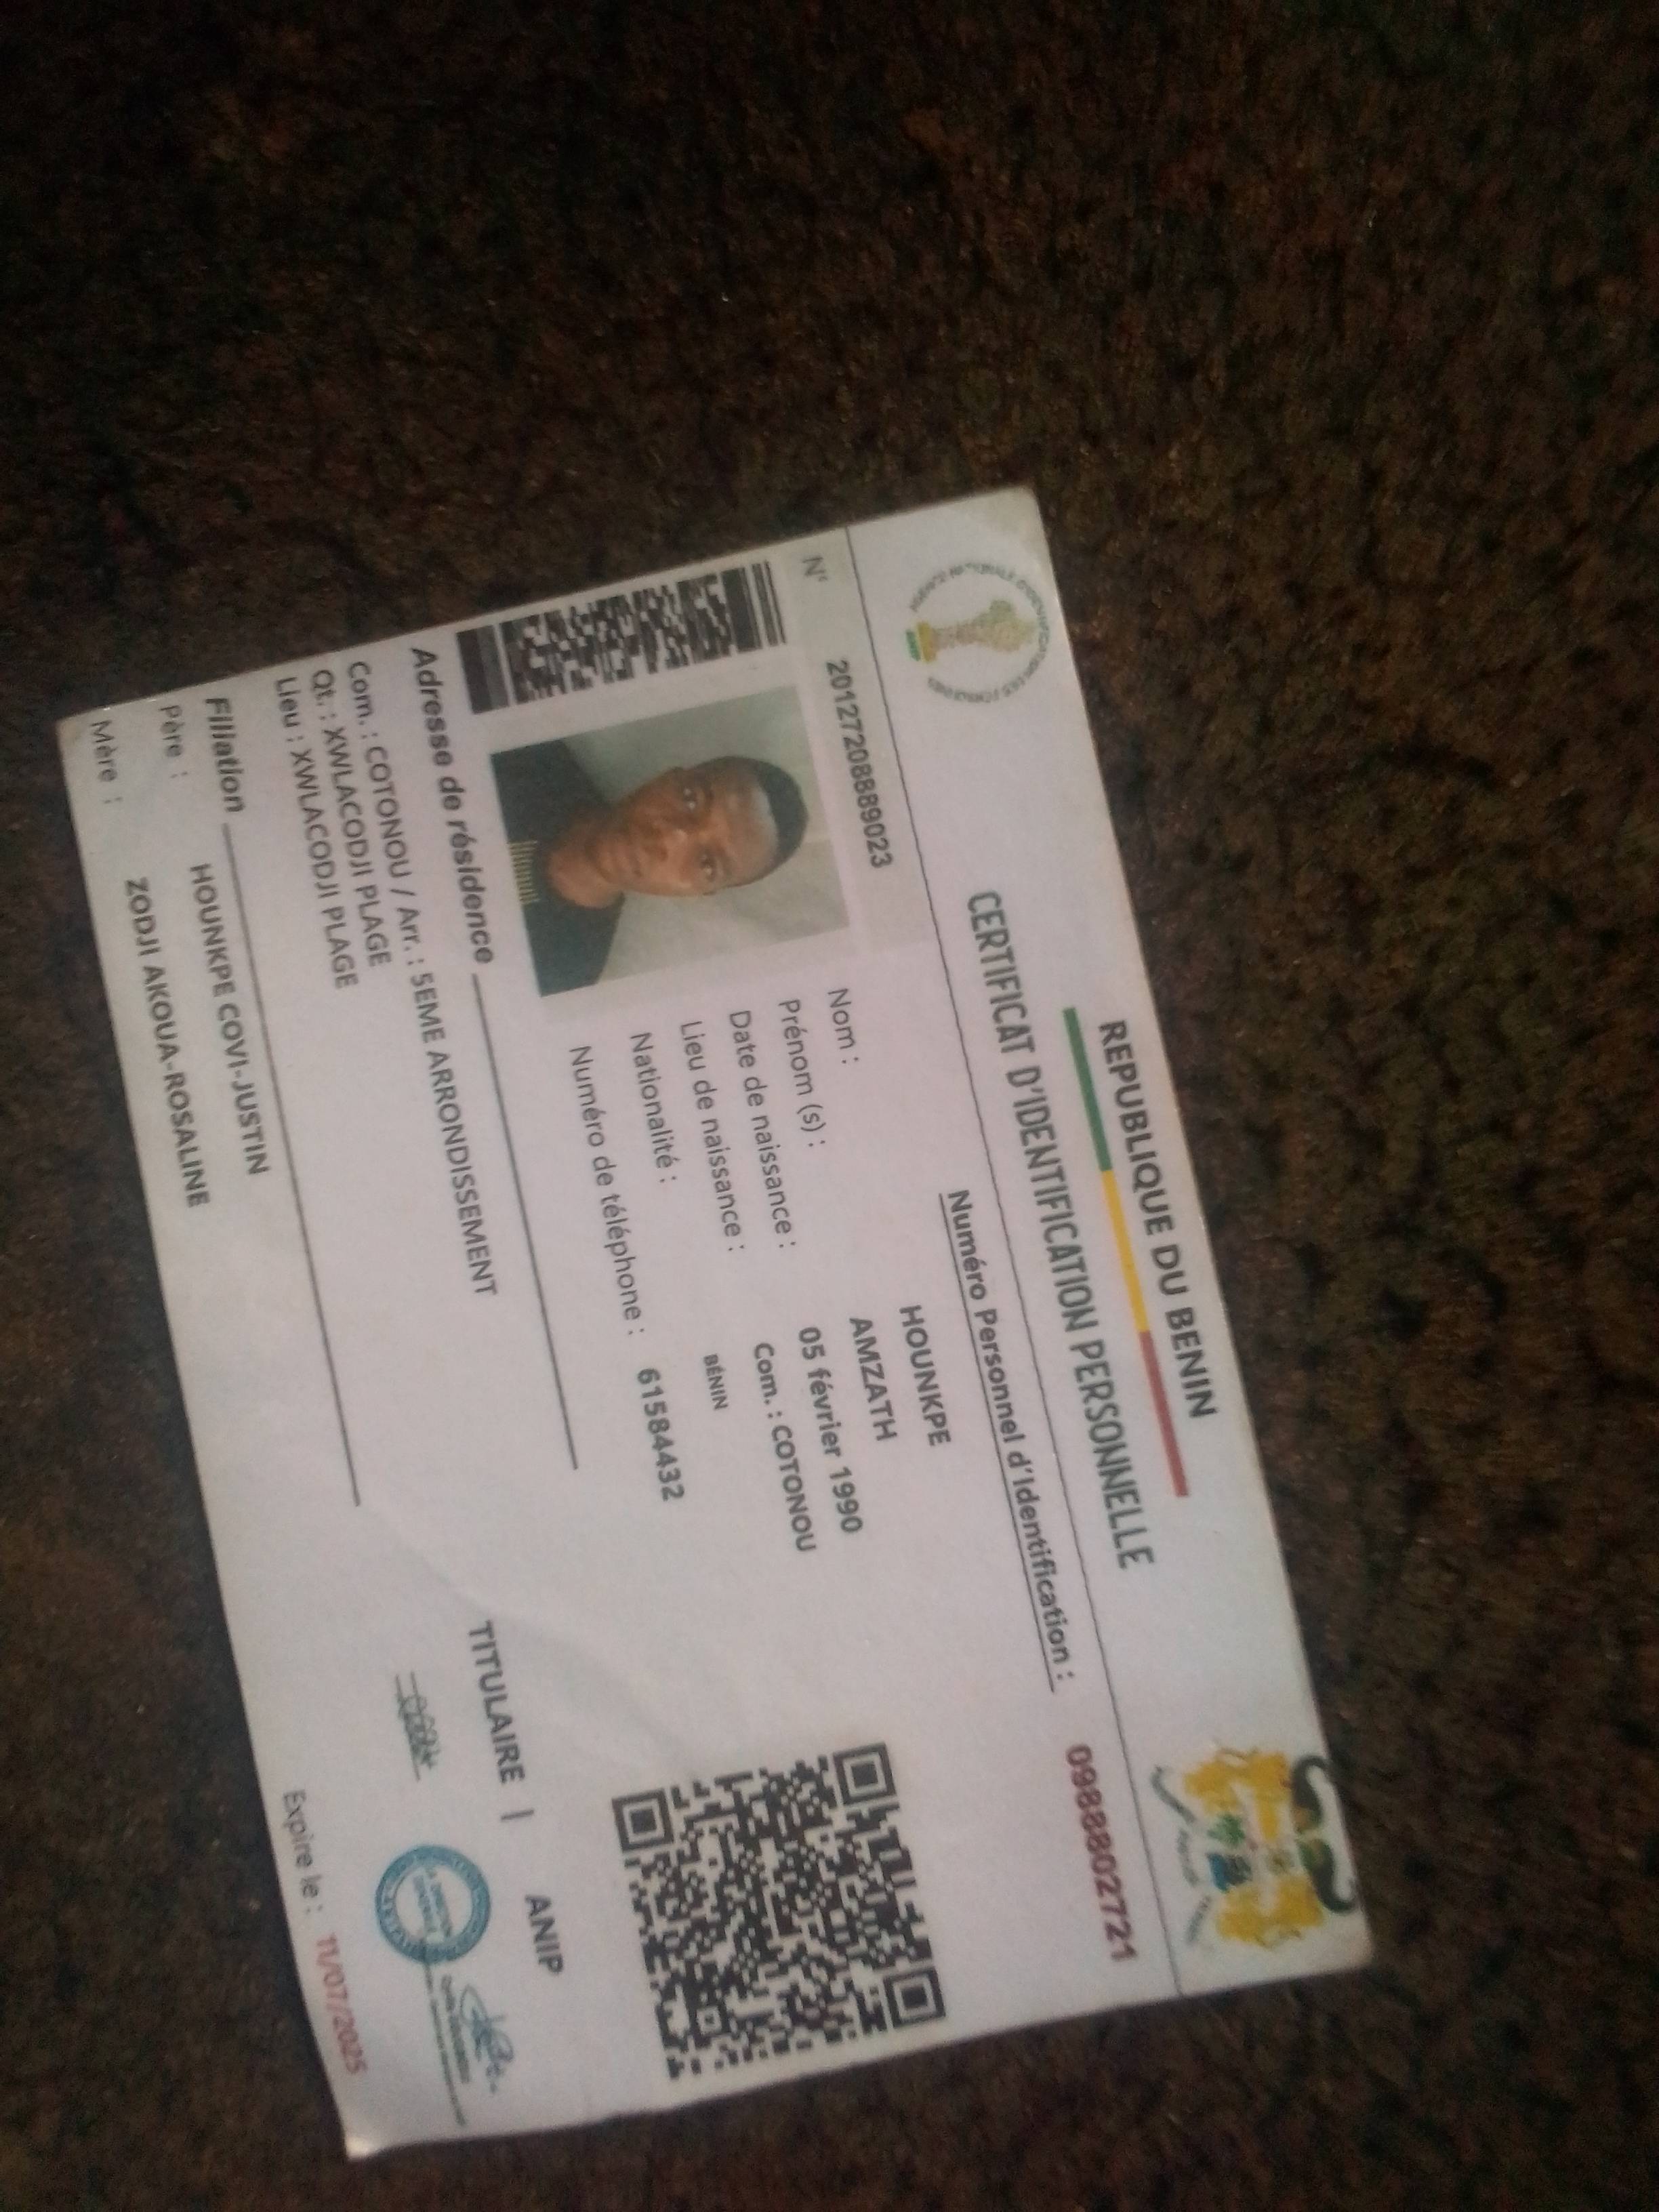 REPUBLIQUE DU BENIN
CERTIFICAT D'IDENTIFICATION PERSONNELLE
Numéro Personnel d'Identification : 09888027721
N° 2012772088889023
Nom : HOUNKPE
Prénom (s) : AMZATH
Date de naissance : 05 février 1990
Lieu de naissance : Com. : COTONOU
Nationalité : BÉNIN
Numéro de téléphone : 61584432
Adresse de résidence
Com. : COTONOU / Arr. : 5EME ARRONDISSEMENT
Qt. : XWLACODJI PLAGE
Lieu : XWLACODJI PLAGE
TITULAIRE | ANIP
Filiation
Père : HOUNKPE COVI-JUSTIN
Mère : ZODJI AKOUA-ROSALINE
Expire le : 11/07/2025